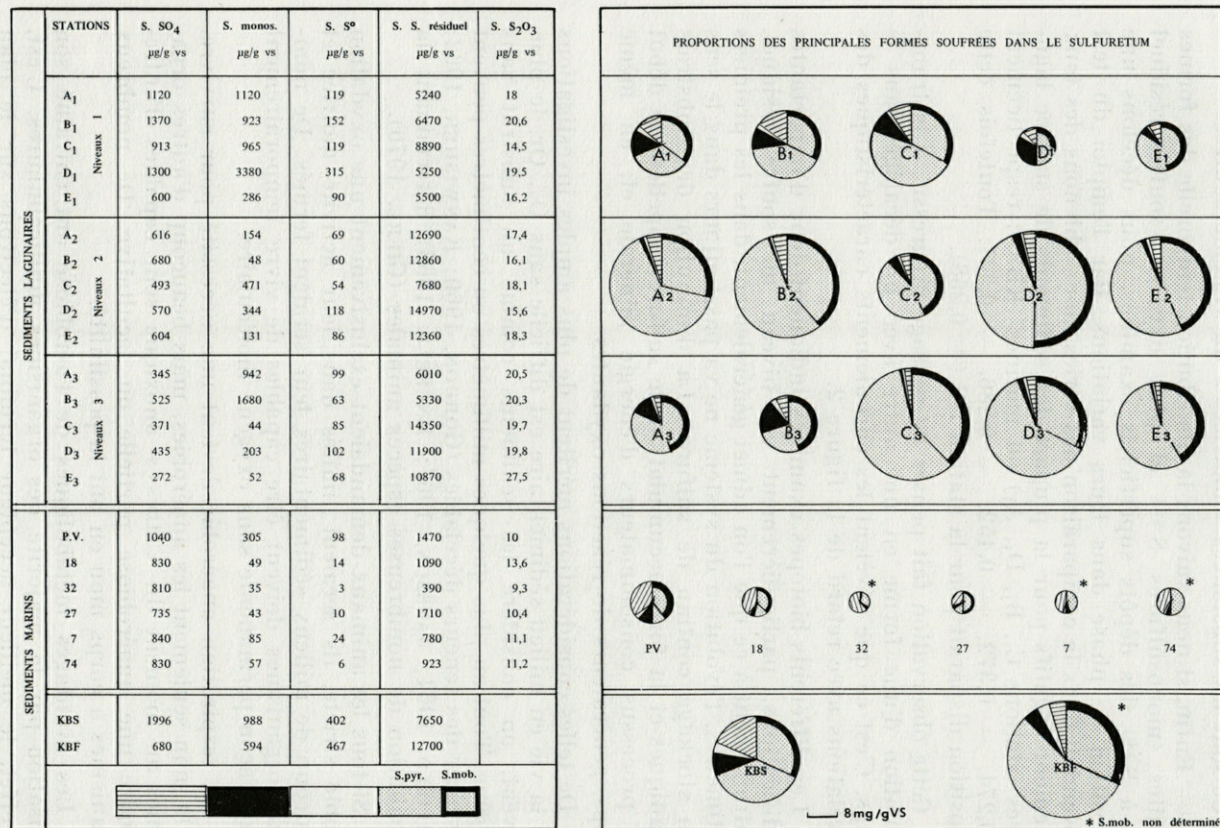 STATIONS S. SO4 S. monos. S. S° S. S. résiduel S. S2O3
µg/g vs µg/g vs µg/g vs µg/g vs µg/g vs
SEDIMENTS LAGUNAIRES
Niveaux 1
A1 1120 1120 119 5240 18
B1 1370 923 152 6470 20,6
C1 913 965 119 8890 14,5
D1 1300 3380 315 5250 19,5
E1 600 286 90 5500 16,2
Niveaux 2
A2 616 154 69 12690 17,4
B2 680 48 60 12860 16,1
C2 493 471 54 7680 18,1
D2 570 344 118 14970 15,6
E2 604 131 86 12360 18,3
Niveaux 3
A3 345 942 99 6010 20,5
B3 525 1680 63 5330 20,3
C3 371 44 85 14350 19,7
D3 435 203 102 11900 19,8
E3 272 52 68 10870 27,5
SEDIMENTS MARINS
P.V. 1040 305 98 1470 10
18 830 49 14 1090 13,6
32 810 35 3 390 9,3
27 735 43 10 1710 10,4
7 840 85 24 780 11,1
74 830 57 6 923 11,2
KBS 1996 988 402 7650
KBF 680 594 467 12700
S.pyr. S.mob.
PROPORTIONS DES PRINCIPALES FORMES SOUFRÉES DANS LE SULFURETUM
A1 B1 C1 D1 E1
A2 B2 C2 D2 E2
A3 B3 C3 D3 E3
* * *
PV 18 32 27 7 74
*
KBS KBF
8 mg/gVS
* S.mob. non déterminé